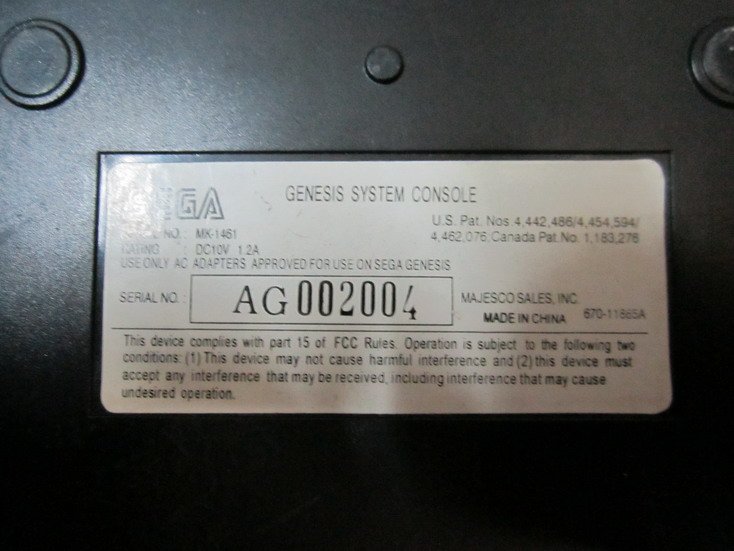 SEGA
GENESIS SYSTEM CONSOLE
NO. : MK-1461
RATING : DC10V 1.2A
USE ONLY AC ADAPTERS APPROVED FOR USE ON SEGA GENESIS
U.S. Pat. Nos. 4,442,486/4,454,594/
4,462,076, Canada Pat. No. 1,183,276
SERIAL NO. : AG002004
MAJESCO SALES, INC.
MADE IN CHINA 670-11865A
This device complies with part 15 of FCC Rules. Operation is subject to the following two
conditions: (1) This device may not cause harmful interference and (2) this device must
accept any interference that may be received, including interference that may cause
undesired operation.